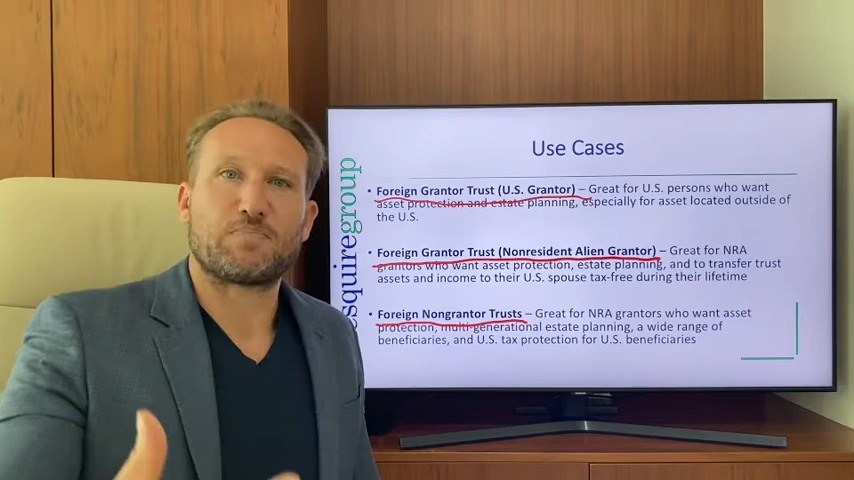 Use Cases
esquiregroup
• Foreign Grantor Trust (U.S. Grantor) – Great for U.S. persons who want
asset protection and estate planning, especially for asset located outside of
the U.S.
• Foreign Grantor Trust (Nonresident Alien Grantor) – Great for NRA
grantors who want asset protection, estate planning, and to transfer trust
assets and income to their U.S. spouse tax-free during their lifetime
• Foreign Nongrantor Trusts – Great for NRA grantors who want asset
protection, multi-generational estate planning, a wide range of
beneficiaries, and U.S. tax protection for U.S. beneficiaries